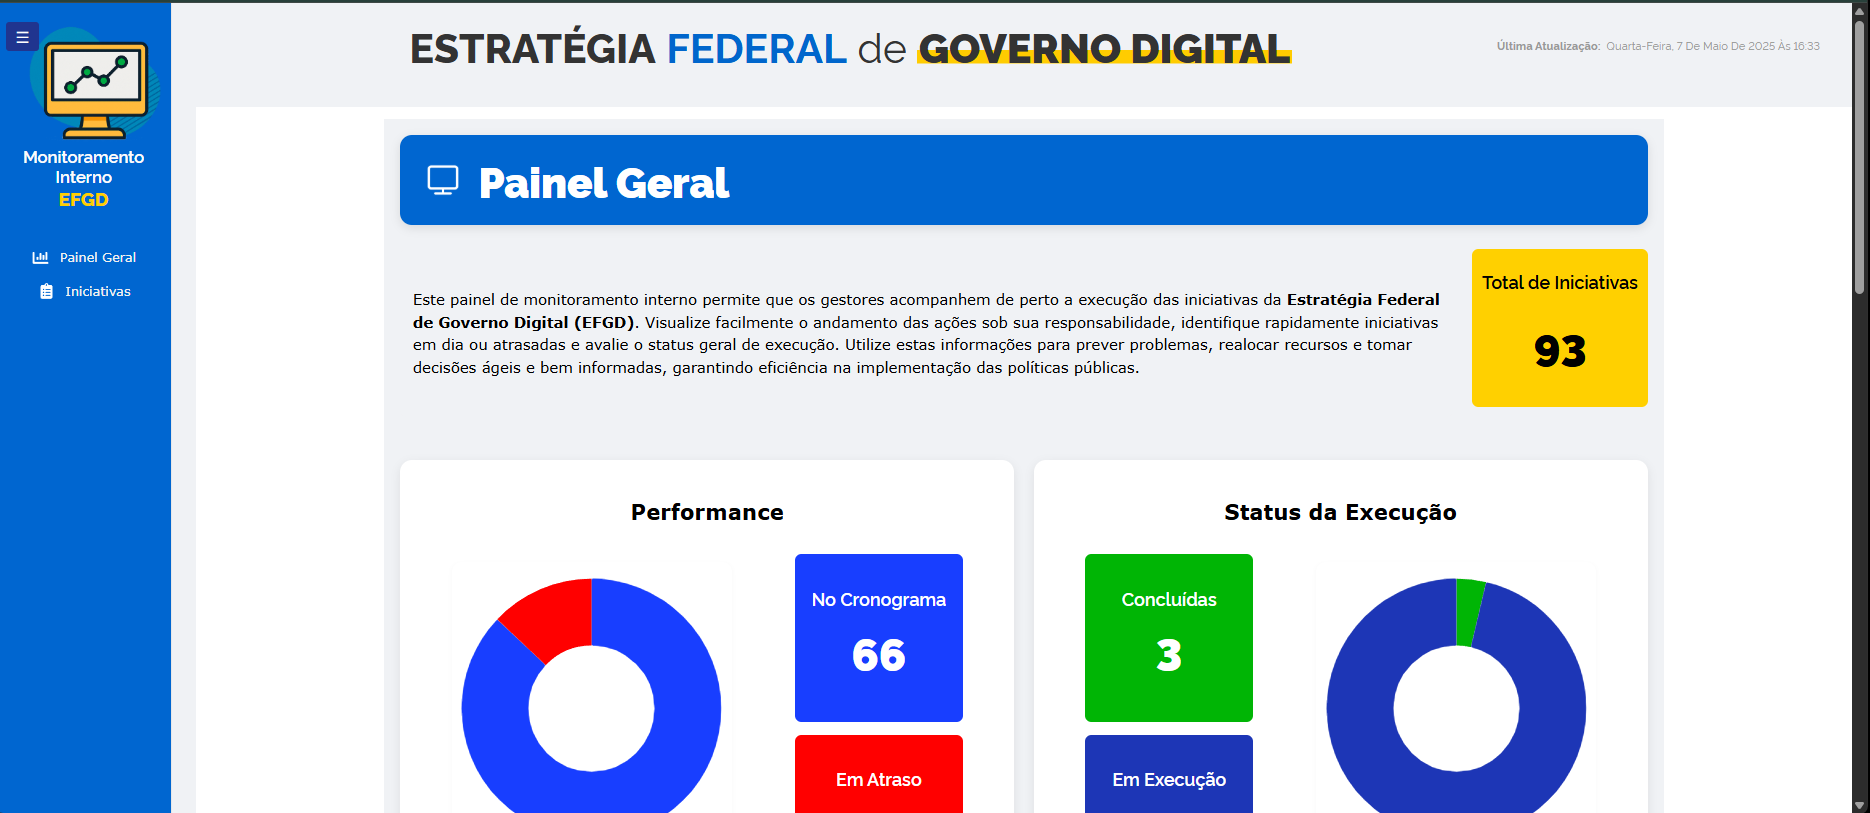 ☰
Monitoramento
Interno
EFGD
Painel Geral
Iniciativas
ESTRATÉGIA FEDERAL de GOVERNO DIGITAL
Última Atualização: Quarta-Feira, 7 De Maio De 2025 Às 16:33
Painel Geral
Este painel de monitoramento interno permite que os gestores acompanhem de perto a execução das iniciativas da Estratégia Federal
de Governo Digital (EFGD). Visualize facilmente o andamento das ações sob sua responsabilidade, identifique rapidamente iniciativas
em dia ou atrasadas e avalie o status geral de execução. Utilize estas informações para prever problemas, realocar recursos e tomar
decisões ágeis e bem informadas, garantindo eficiência na implementação das políticas públicas.
Total de Iniciativas
93
Performance
No Cronograma
66
Em Atraso
Status da Execução
Concluídas
3
Em Execução